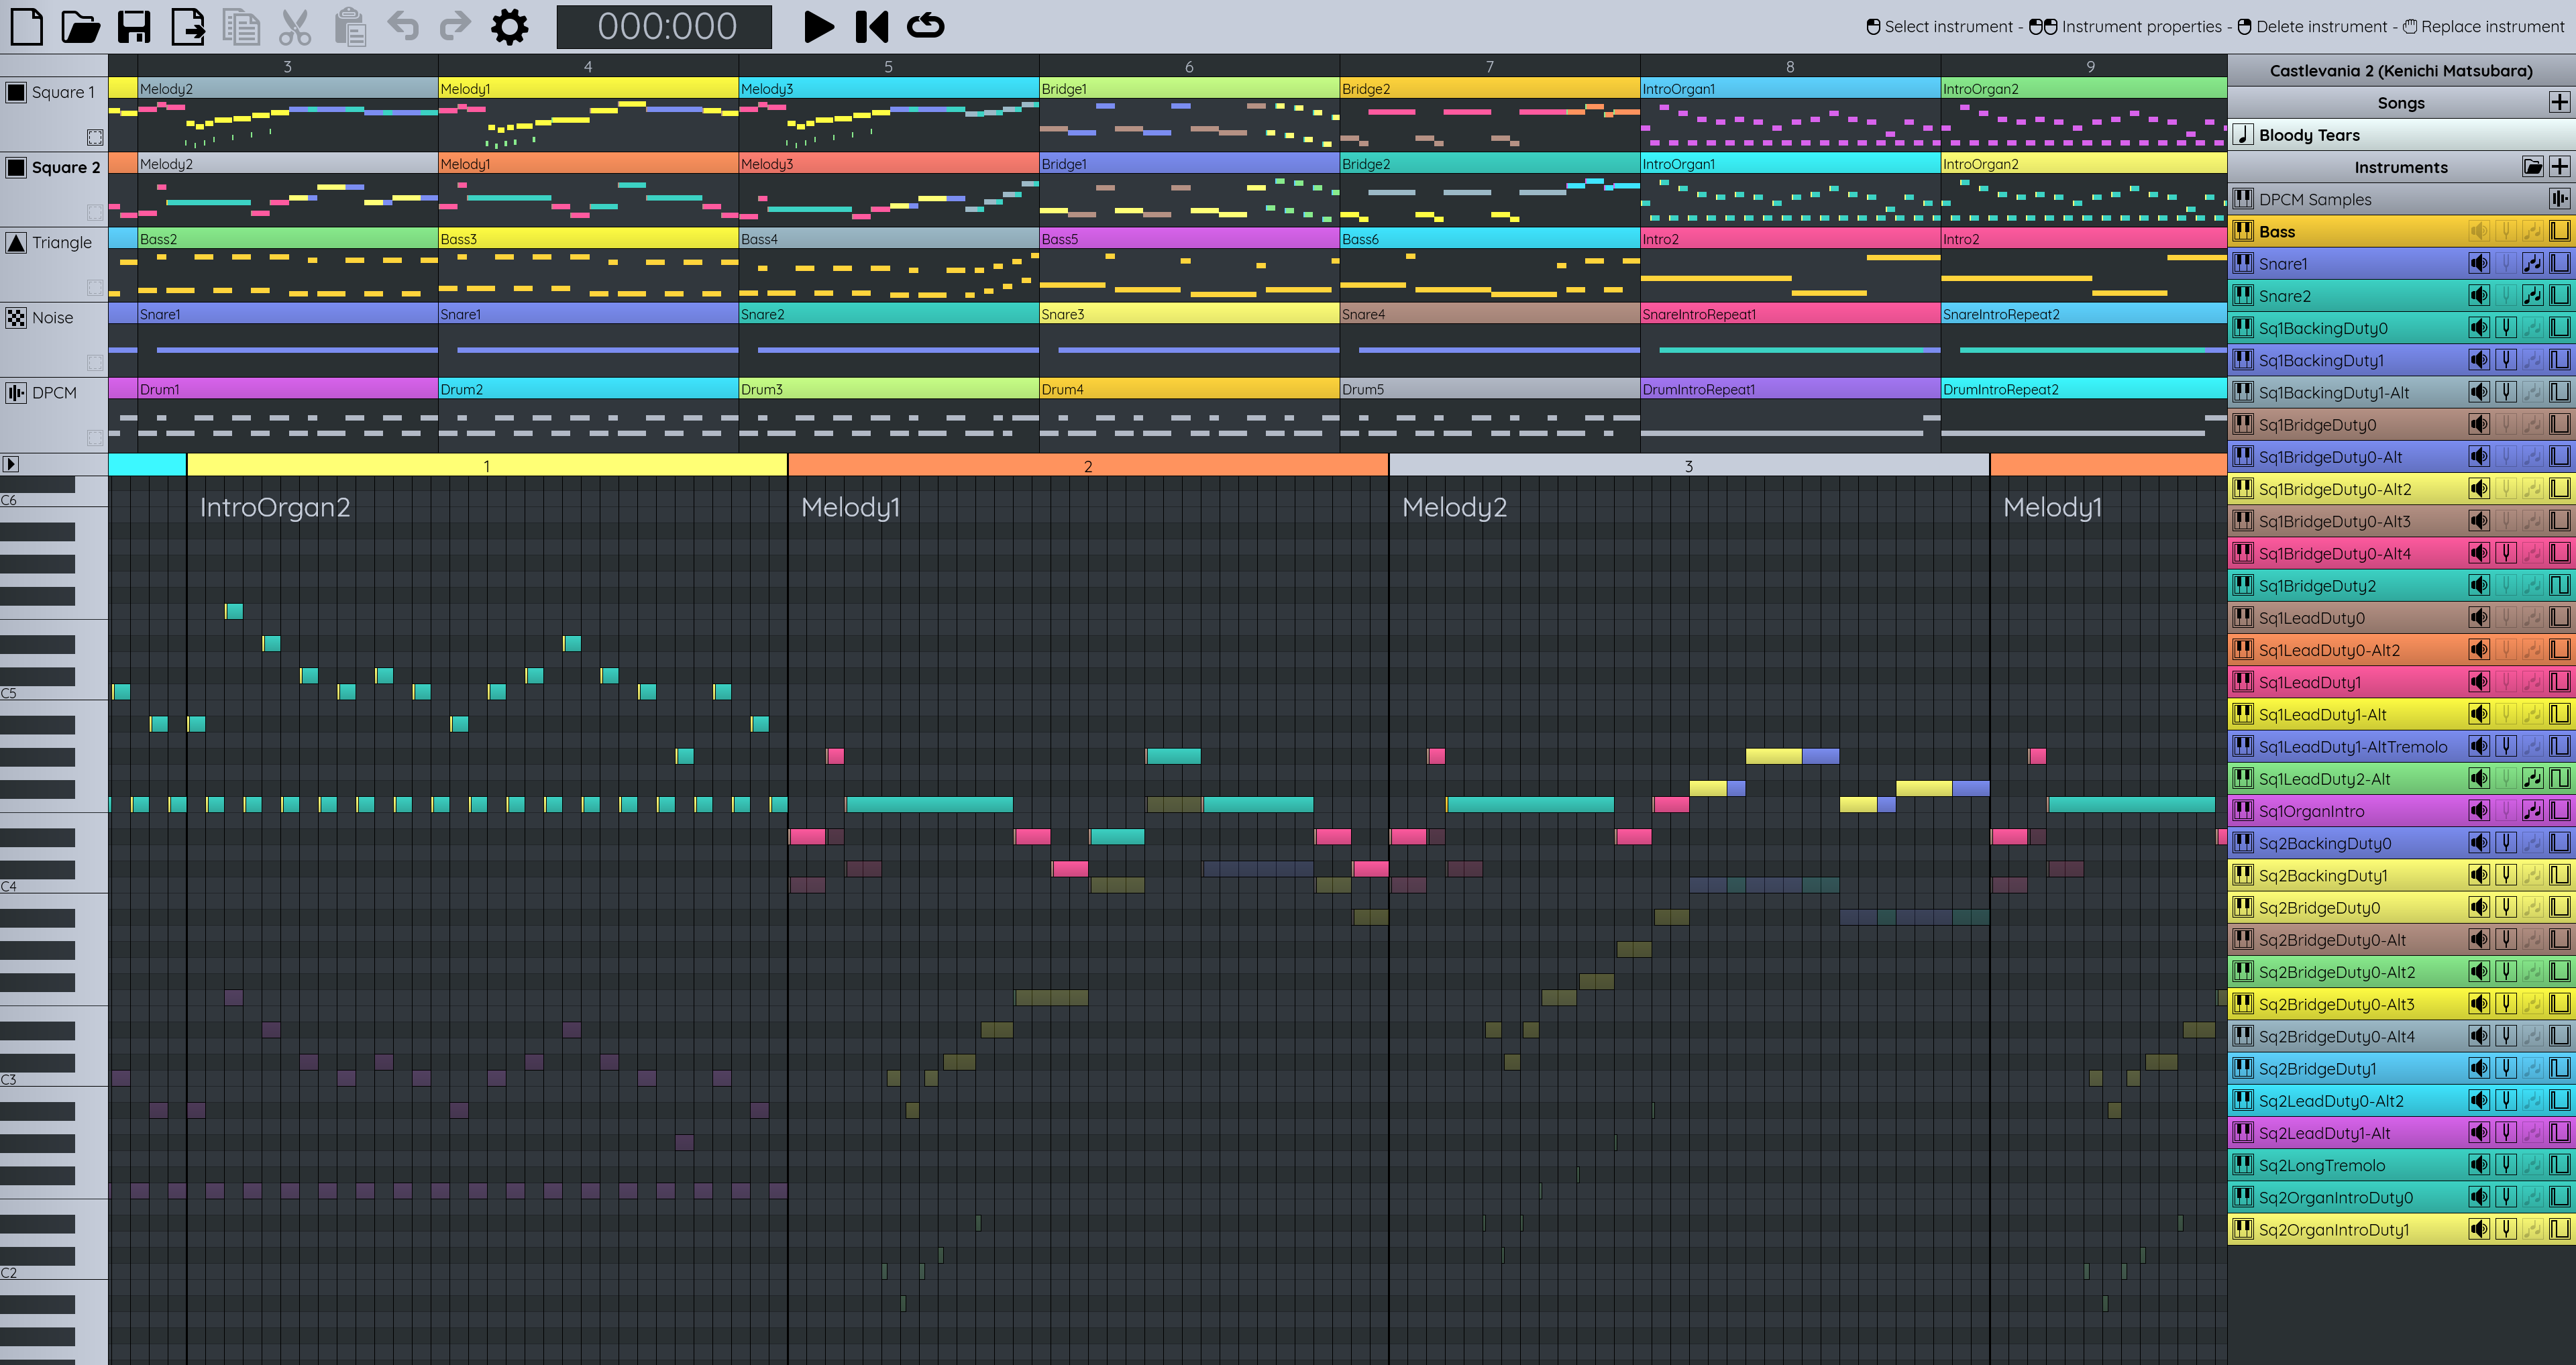 000:000
Select instrument - Instrument properties - Delete instrument - Replace instrument
3 4 5 6 7 8 9
Square 1
Melody2 Melody1 Melody3 Bridge1 Bridge2 IntroOrgan1 IntroOrgan2
Square 2
Melody2 Melody1 Melody3 Bridge1 Bridge2 IntroOrgan1 IntroOrgan2
Triangle
Bass2 Bass3 Bass4 Bass5 Bass6 Intro2 Intro2
Noise
Snare1 Snare1 Snare2 Snare3 Snare4 SnareIntroRepeat1 SnareIntroRepeat2
DPCM
Drum1 Drum2 Drum3 Drum4 Drum5 DrumIntroRepeat1 DrumIntroRepeat2
1 2 3
IntroOrgan2 Melody1 Melody2 Melody1
C6
C5
C4
C3
C2
Castlevania 2 (Kenichi Matsubara)
Songs
Bloody Tears
Instruments
DPCM Samples
Bass
Snare1
Snare2
Sq1BackingDuty0
Sq1BackingDuty1
Sq1BackingDuty1-Alt
Sq1BridgeDuty0
Sq1BridgeDuty0-Alt
Sq1BridgeDuty0-Alt2
Sq1BridgeDuty0-Alt3
Sq1BridgeDuty0-Alt4
Sq1BridgeDuty2
Sq1LeadDuty0
Sq1LeadDuty0-Alt2
Sq1LeadDuty1
Sq1LeadDuty1-Alt
Sq1LeadDuty1-AltTremolo
Sq1LeadDuty2-Alt
Sq1OrganIntro
Sq2BackingDuty0
Sq2BackingDuty1
Sq2BridgeDuty0
Sq2BridgeDuty0-Alt
Sq2BridgeDuty0-Alt2
Sq2BridgeDuty0-Alt3
Sq2BridgeDuty0-Alt4
Sq2BridgeDuty1
Sq2LeadDuty0-Alt2
Sq2LeadDuty1-Alt
Sq2LongTremolo
Sq2OrganIntroDuty0
Sq2OrganIntroDuty1